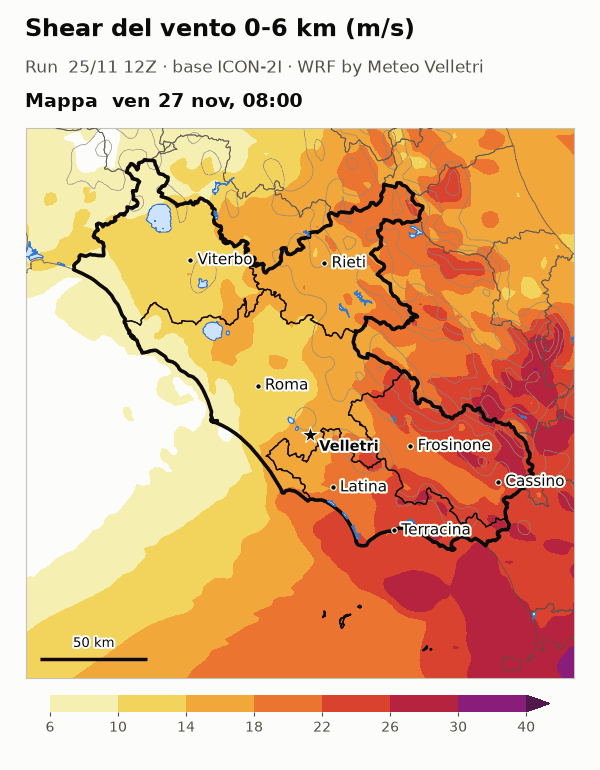 Shear del vento 0-6 km (m/s)
Run  25/11 12Z · base ICON-2I · WRF by Meteo Velletri
Mappa  ven 27 nov, 08:00
Viterbo
Rieti
Roma
Velletri
Frosinone
Latina
Cassino
Terracina
50 km
6 10 14 18 22 26 30 40